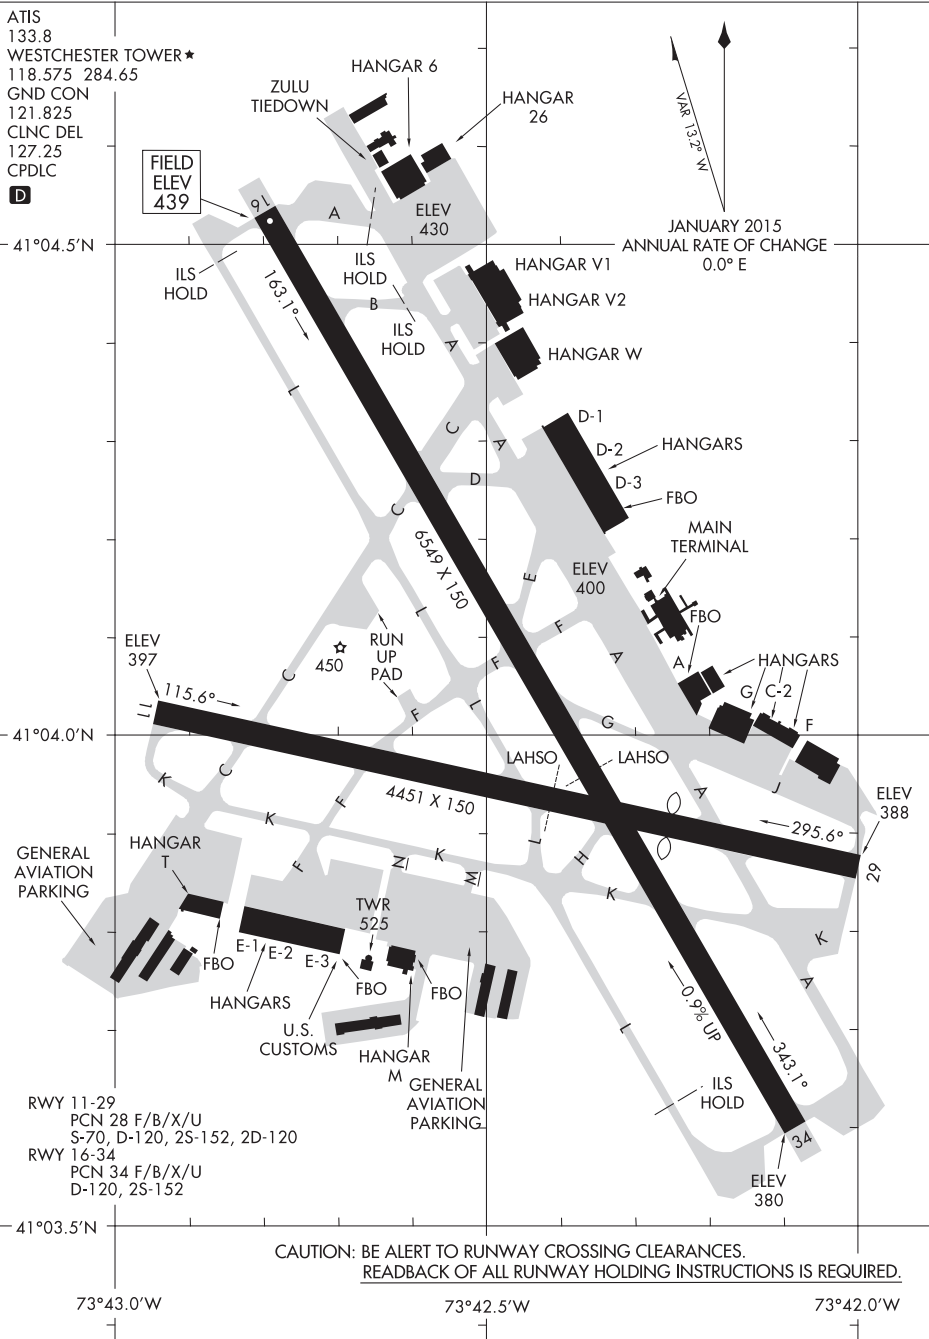 ATIS
133.8
WESTCHESTER TOWER★
118.575 284.65
GND CON
121.825
CLNC DEL
127.25
CPDLC
D
HANGAR 6
ZULU
TIEDOWN
HANGAR
26
VAR 13.2° W
FIELD
ELEV
439
16
A
ELEV
430
JANUARY 2015
ANNUAL RATE OF CHANGE
0.0° E
41°04.5'N
ILS
HOLD
ILS
HOLD
163.1°
B
ILS
HOLD
HANGAR V1
HANGAR V2
A
HANGAR W
L
C
A
D-1
D-2
HANGARS
D-3
D
FBO
C
MAIN
TERMINAL
6549 X 150
E
ELEV
400
L
F
FBO
ELEV
397
450
RUN
UP
PAD
F
A
A
HANGARS
C
115.6°
11
F
L
G
G
C-2
F
41°04.0'N
LAHSO
LAHSO
K
C
F
4451 X 150
A
J
ELEV
388
K
295.6°
HANGAR
T
L
H
29
GENERAL
AVIATION
PARKING
F
N
K
M
K
TWR
525
K
E-1
E-2
E-3
FBO
FBO
FBO
HANGARS
U.S.
CUSTOMS
HANGAR
M
GENERAL
AVIATION
PARKING
A
0.9% UP
L
343.1°
ILS
HOLD
34
ELEV
380
RWY 11-29
PCN 28 F/B/X/U
S-70, D-120, 2S-152, 2D-120
RWY 16-34
PCN 34 F/B/X/U
D-120, 2S-152
41°03.5'N
CAUTION: BE ALERT TO RUNWAY CROSSING CLEARANCES.
READBACK OF ALL RUNWAY HOLDING INSTRUCTIONS IS REQUIRED.
73°43.0'W
73°42.5'W
73°42.0'W